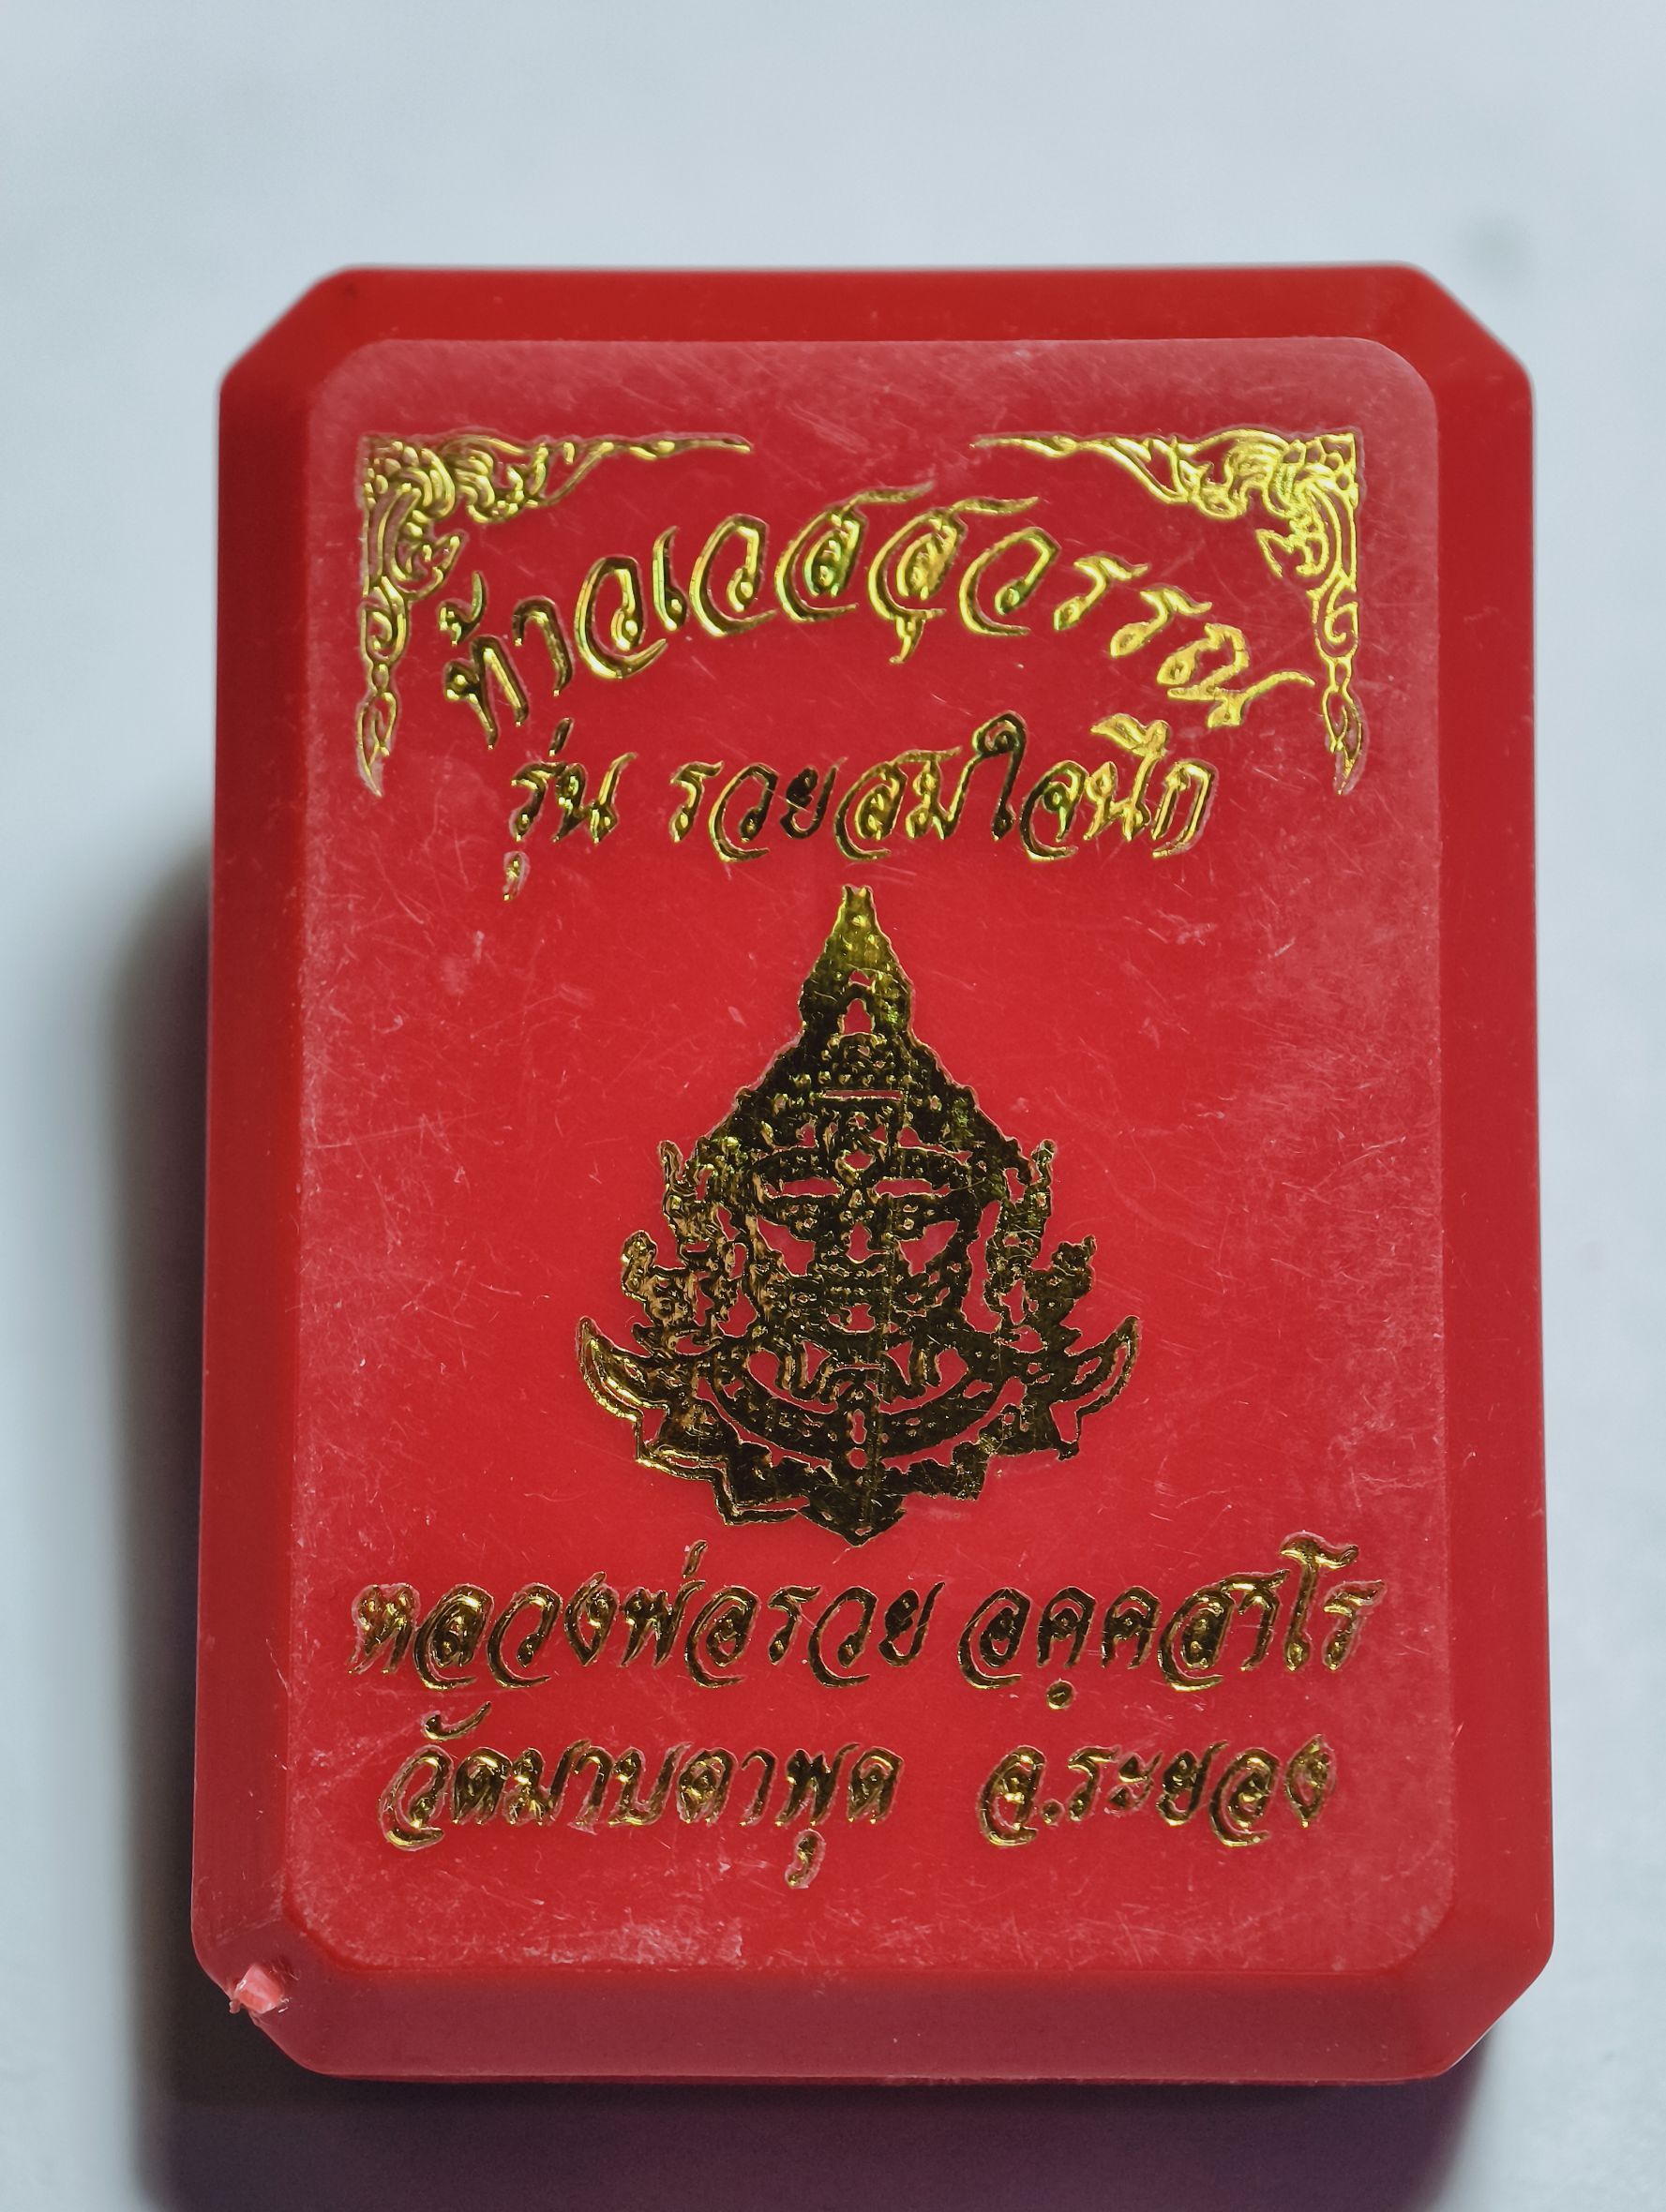 ท้าวเวสสุวรรณ
รุ่น รวยสมใจนึก
หลวงพ่อรวย อคฺคสาโร
วัดมาบตาพุด จ.ระยอง